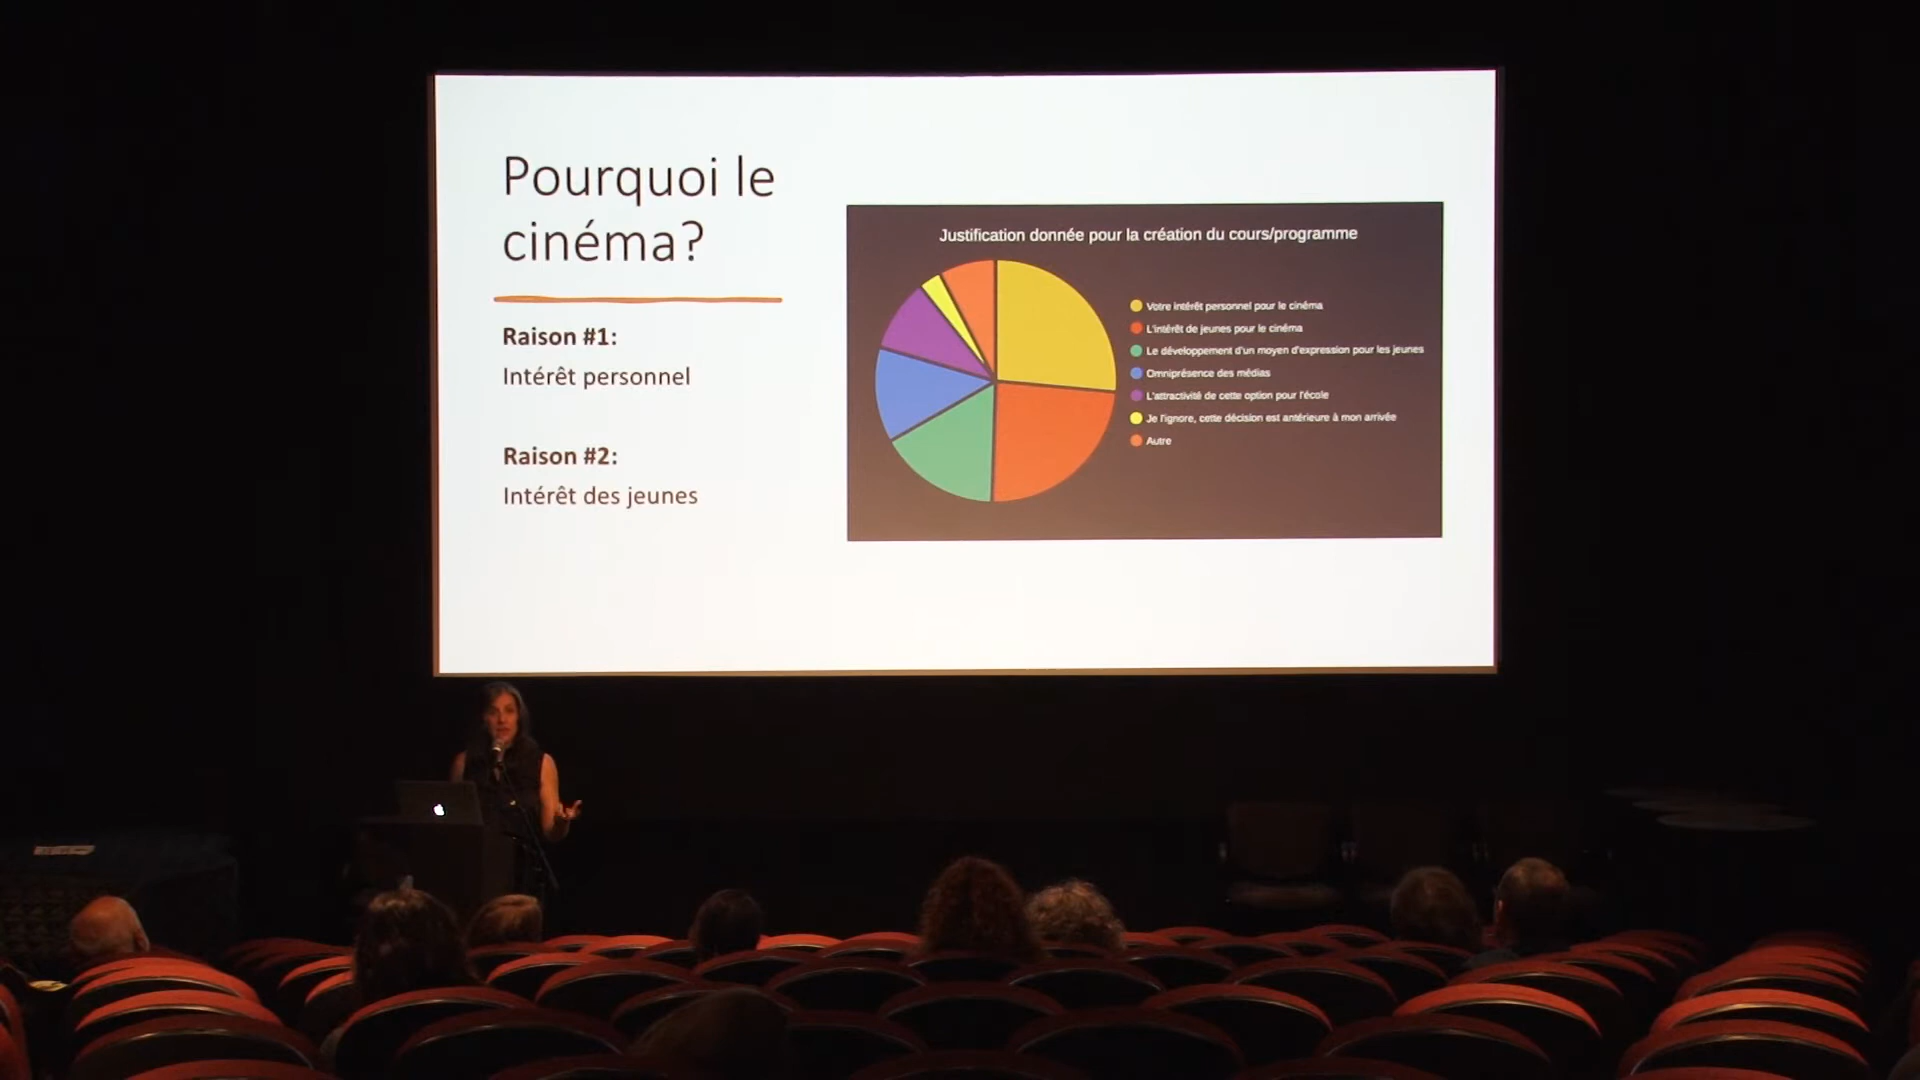 Pourquoi le
cinéma?
Raison #1:
Intérêt personnel
Raison #2:
Intérêt des jeunes
Justification donnée pour la création du cours/programme
Votre intérêt personnel pour le cinéma
L'intérêt de jeunes pour le cinéma
Le développement d'un moyen d'expression pour les jeunes
Omniprésence des médias
L'attractivité de cette option pour l'école
Je l'ignore, cette décision est antérieure à mon arrivée
Autre